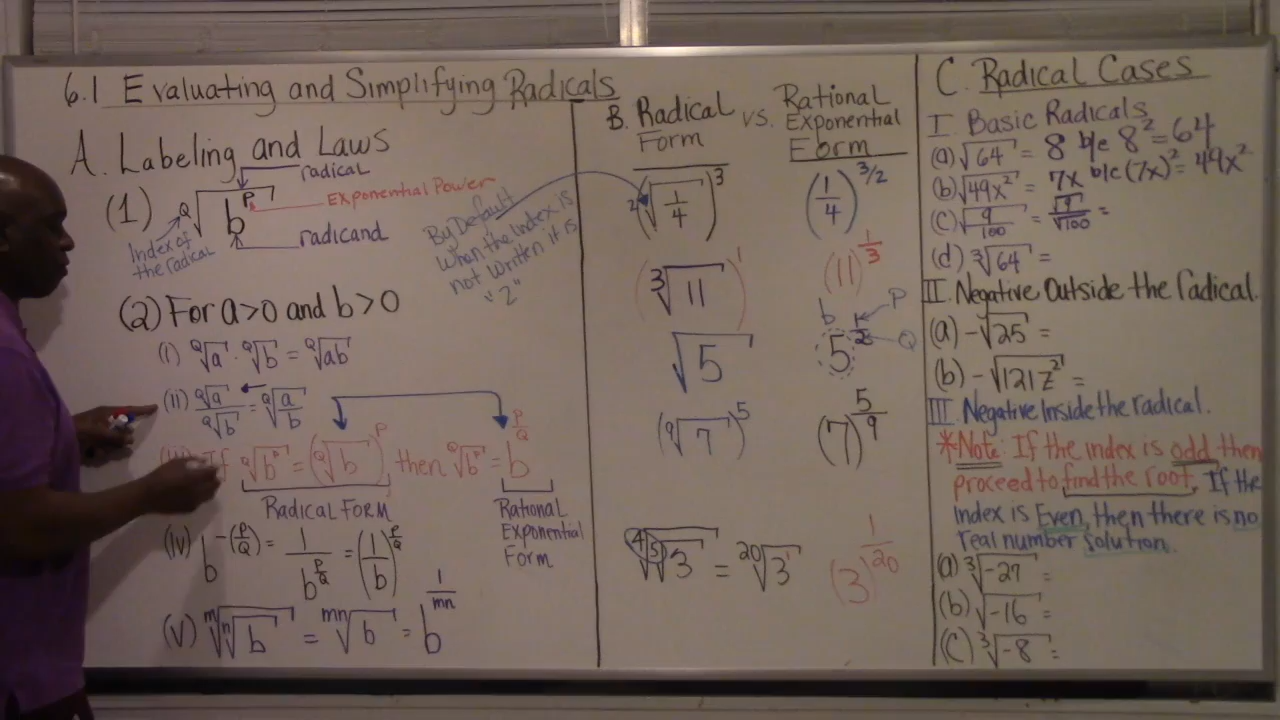 6.1 Evaluating and Simplifying Radicals
A. Labeling and Laws
radical
(1) Q√b^P
Exponential Power
Index of
the radical
radicand
By Default
when the index is
not written it is
"2"
(2) For a>0 and b>0
(i) ᵠ√a · ᵠ√b = ᵠ√ab
(ii) ᵠ√a / ᵠ√b = ᵠ√(a/b)
(iii) If ᵠ√b^P = (ᵠ√b)^P, then ᵠ√b^P = b^(P/Q)
Radical Form
Rational
Exponential
Form
(iv) b^-(P/Q) = 1/b^(P/Q) = (1/b)^(P/Q)
(v) ᵐ√ⁿ√b = ᵐⁿ√b = b^(1/mn)
B. Radical Form vs. Rational Exponential Form
(²√(1/4))^3 (1/4)^(3/2)
(³√11)^1 (11)^(1/3)
b P
√5 5^(1/2) Q
(⁹√7)^5 (7)^(5/9)
⁴√⁵√3 = ²⁰√3^1 (3)^(1/20)
C. Radical Cases
I. Basic Radicals
(a) √64 = 8 b/c 8² = 64
(b) √49x² = 7x b/c (7x)² = 49x²
(c) √(9/100) = √9/√100 =
(d) ³√64 =
II. Negative Outside the radical.
(a) -√25 =
(b) -√121z² =
III. Negative Inside the radical.
*Note: If the index is odd then
proceed to find the root. If the
index is Even, then there is no
real number solution.
(a) ³√-27 =
(b) √-16 =
(c) ³√-8 =